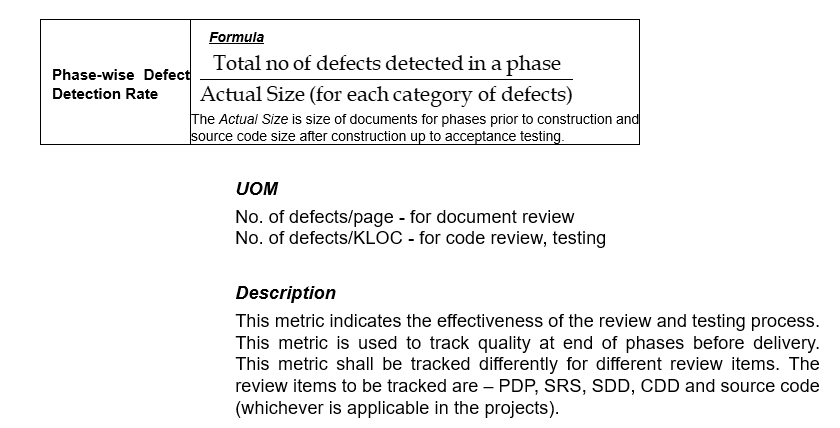 Formula
Phase-wise Defect
Detection Rate
Total no of defects detected in a phase
Actual Size (for each category of defects)
The Actual Size is size of documents for phases prior to construction and
source code size after construction up to acceptance testing.
UOM
No. of defects/page - for document review
No. of defects/KLOC - for code review, testing
Description
This metric indicates the effectiveness of the review and testing process.
This metric is used to track quality at end of phases before delivery.
This metric shall be tracked differently for different review items. The
review items to be tracked are – PDP, SRS, SDD, CDD and source code
(whichever is applicable in the projects).